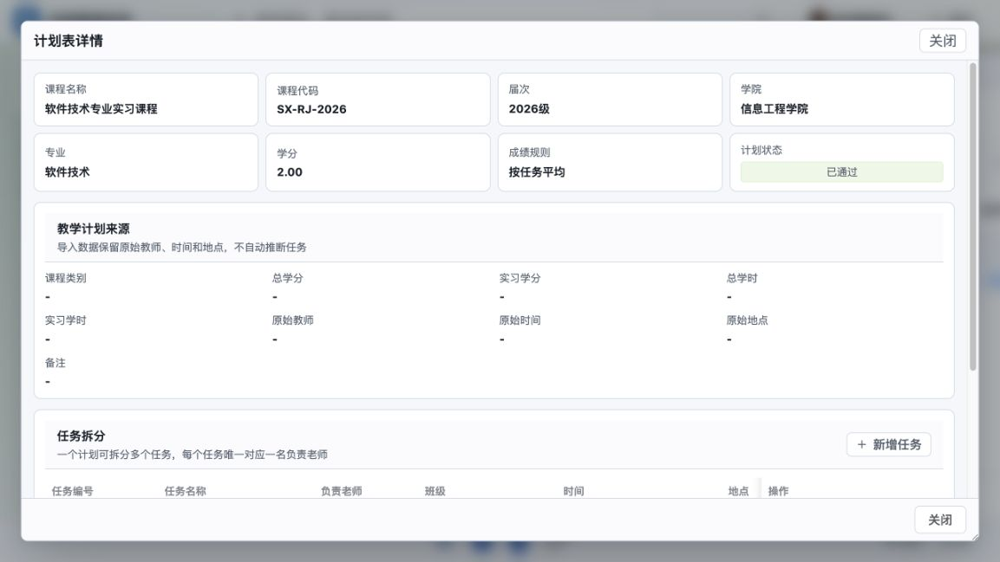 计划表详情
关闭
课程名称
软件技术专业实习课程
课程代码
SX-RJ-2026
届次
2026级
学院
信息工程学院
专业
软件技术
学分
2.00
成绩规则
按任务平均
计划状态
已通过
教学计划来源
导入数据保留原始教师、时间和地点，不自动推断任务
课程类别
-
总学分
-
实习学分
-
总学时
-
实习学时
-
原始教师
-
原始时间
-
原始地点
-
备注
-
任务拆分
一个计划可拆分多个任务，每个任务唯一对应一名负责老师
+ 新增任务
任务编号 任务名称 负责老师 班级 时间 地点 操作
关闭